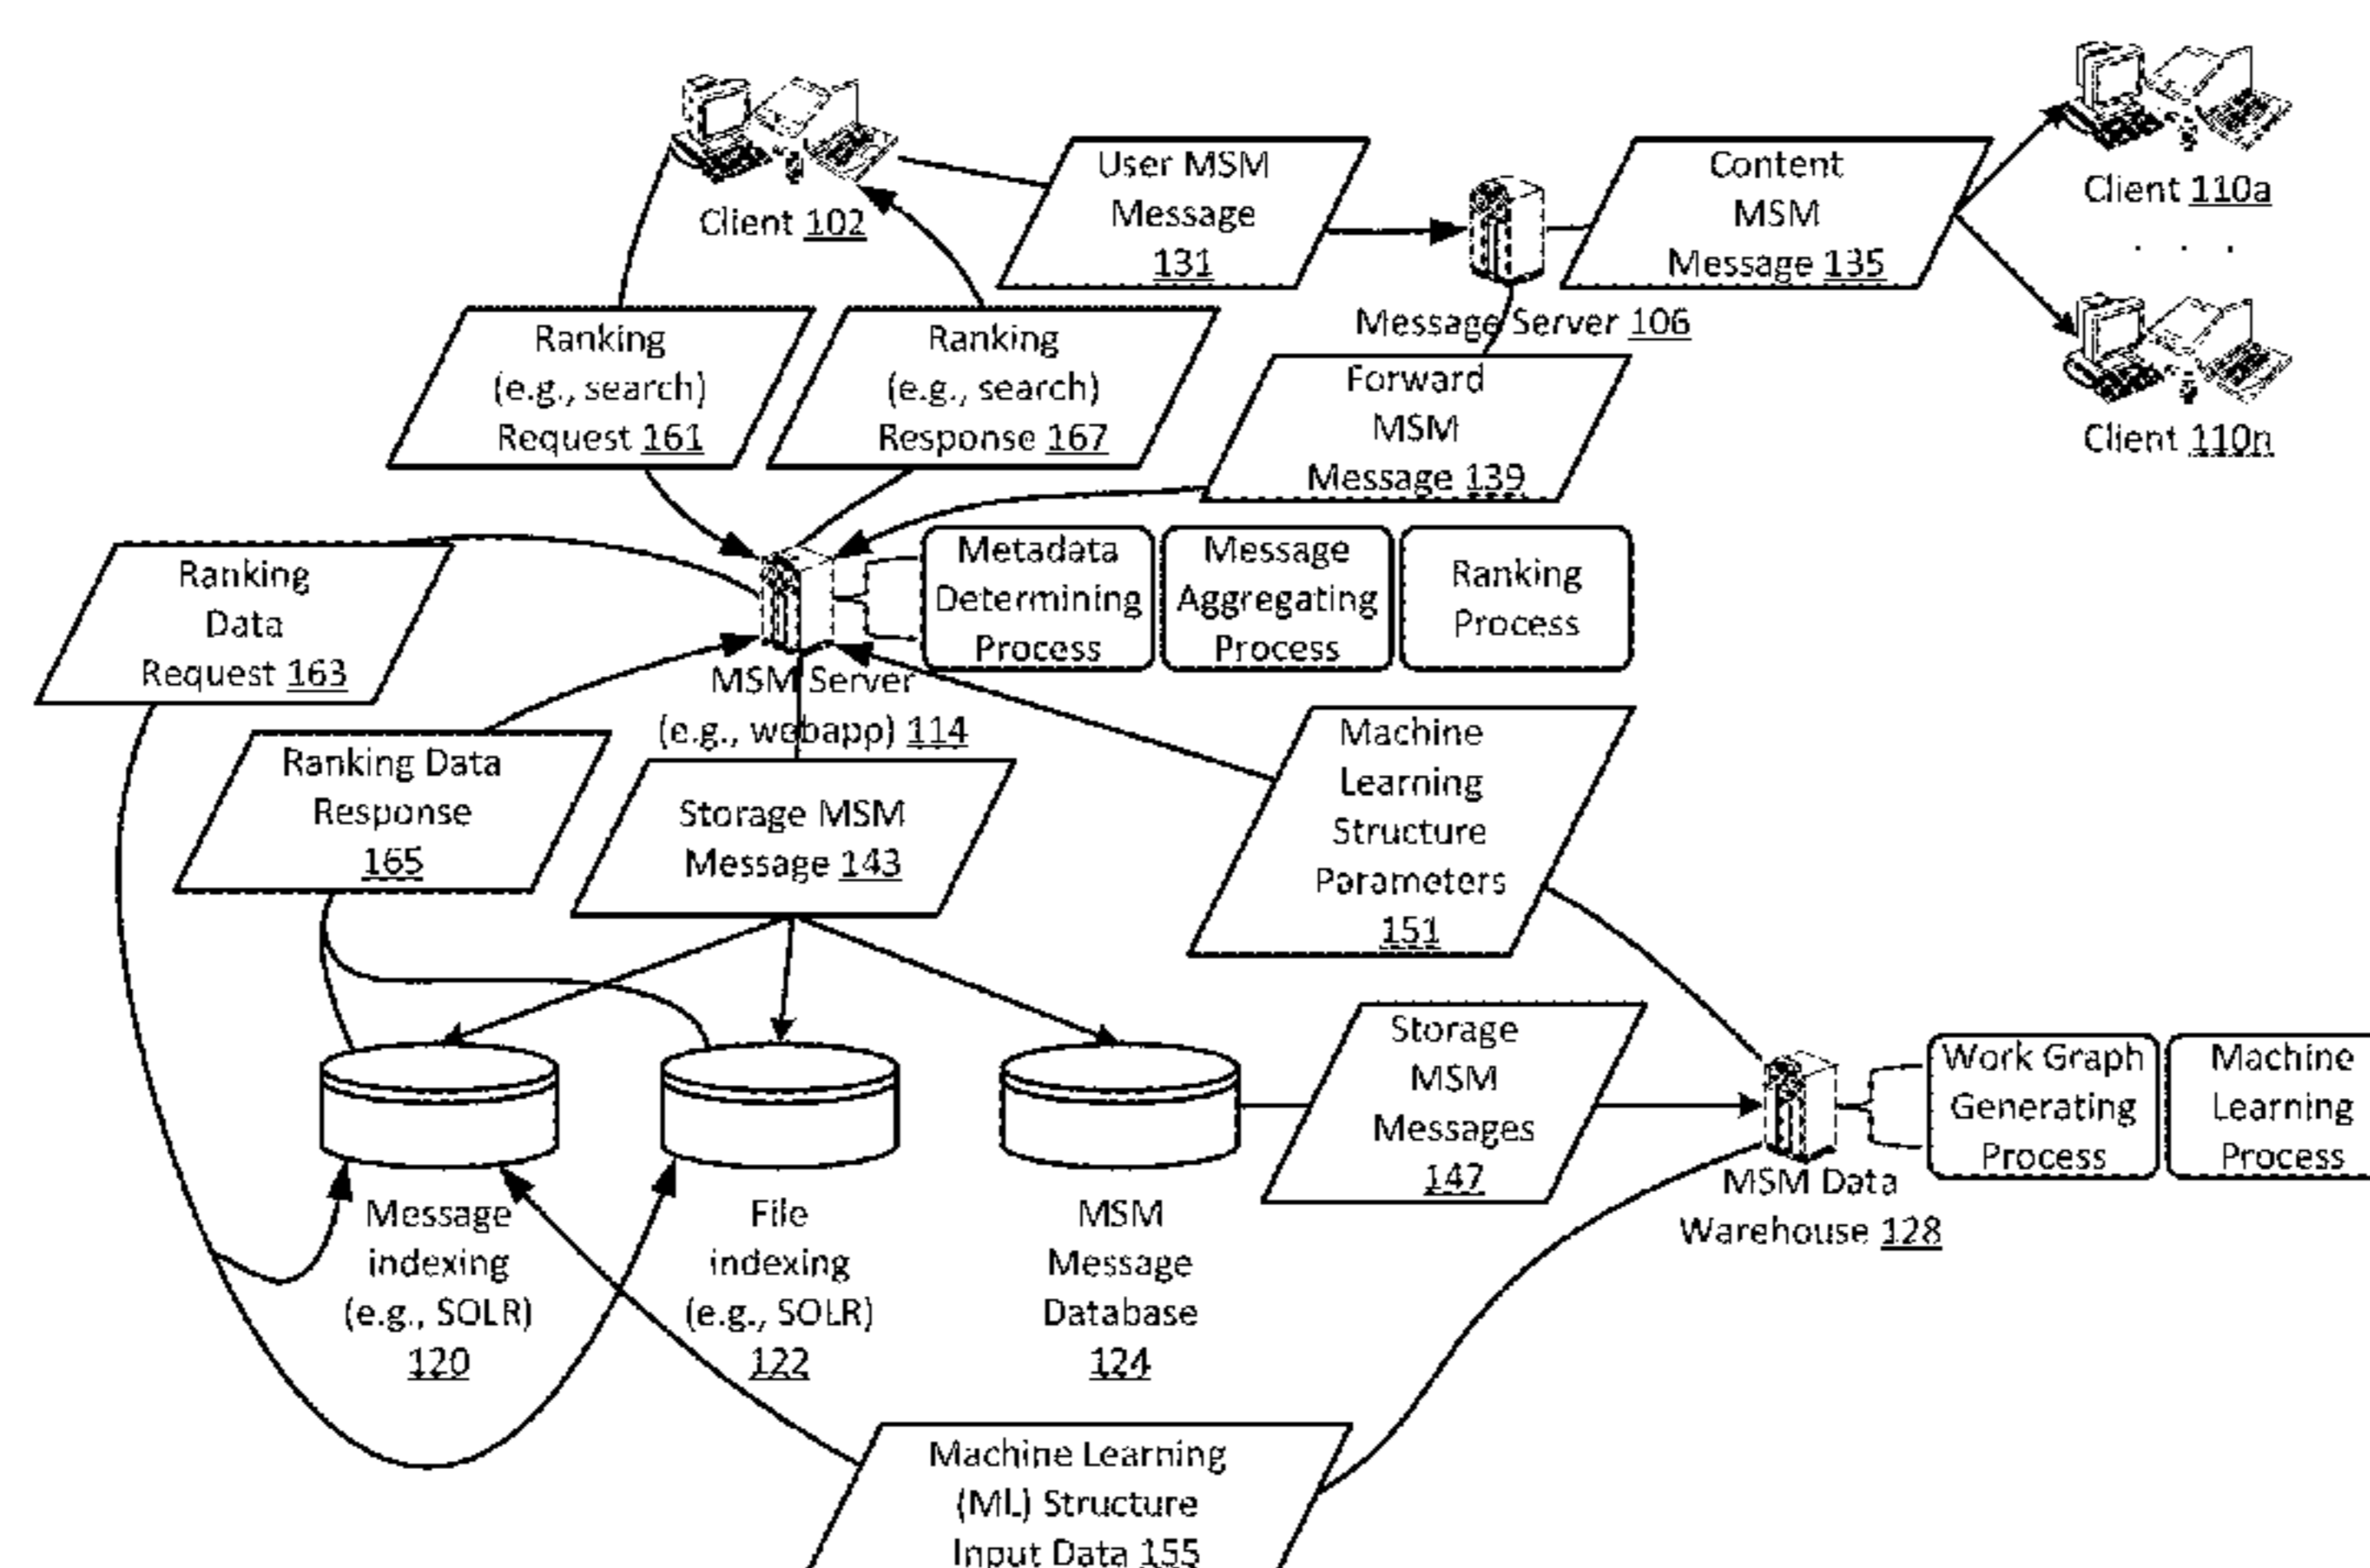 Client 102
User MSM
Message
131
Content
MSM
Message 135
Client 110a
. . .
Client 110n
Message Server 106
Ranking
(e.g., search)
Request 161
Ranking
(e.g., search)
Response 167
Forward
MSM
Message 139
Ranking
Data
Request 163
Metadata
Determining
Process
Message
Aggregating
Process
Ranking
Process
MSM Server
(e.g., webapp) 114
Ranking Data
Response
165
Storage MSM
Message 143
Machine
Learning
Structure
Parameters
151
Storage
MSM
Messages
147
Work Graph
Generating
Process
Machine
Learning
Process
MSM Data
Warehouse 128
Message
indexing
(e.g., SOLR)
120
File
indexing
(e.g., SOLR)
122
MSM
Message
Database
124
Machine Learning
(ML) Structure
Input Data 155